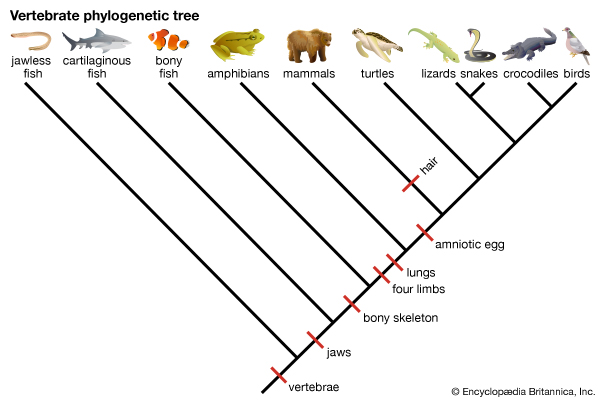 Vertebrate phylogenetic tree
jawless
fish
cartilaginous
fish
bony
fish
amphibians
mammals
turtles
lizards
snakes
crocodiles
birds
hair
amniotic egg
lungs
four limbs
bony skeleton
jaws
vertebrae
© Encyclopædia Britannica, Inc.